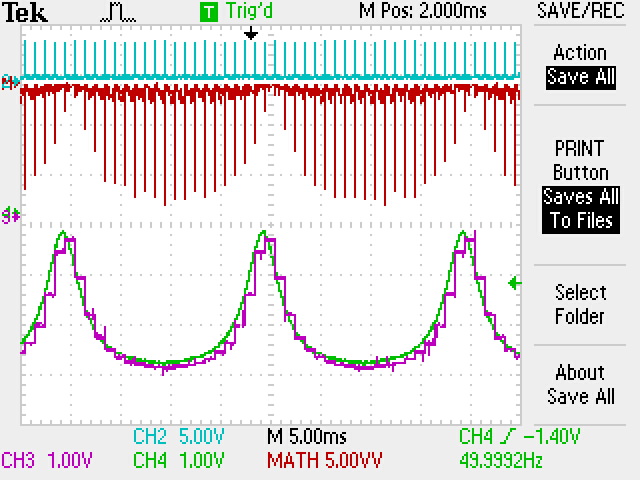 Tek T Trig'd M Pos: 2.000ms SAVE/REC
Action
Save All
PRINT
Button
Saves All
To Files
Select
Folder
About
Save All
CH2 5.00V M 5.00ms CH4 -1.40V
CH3 1.00V CH4 1.00V MATH 5.00VV 49.9992Hz